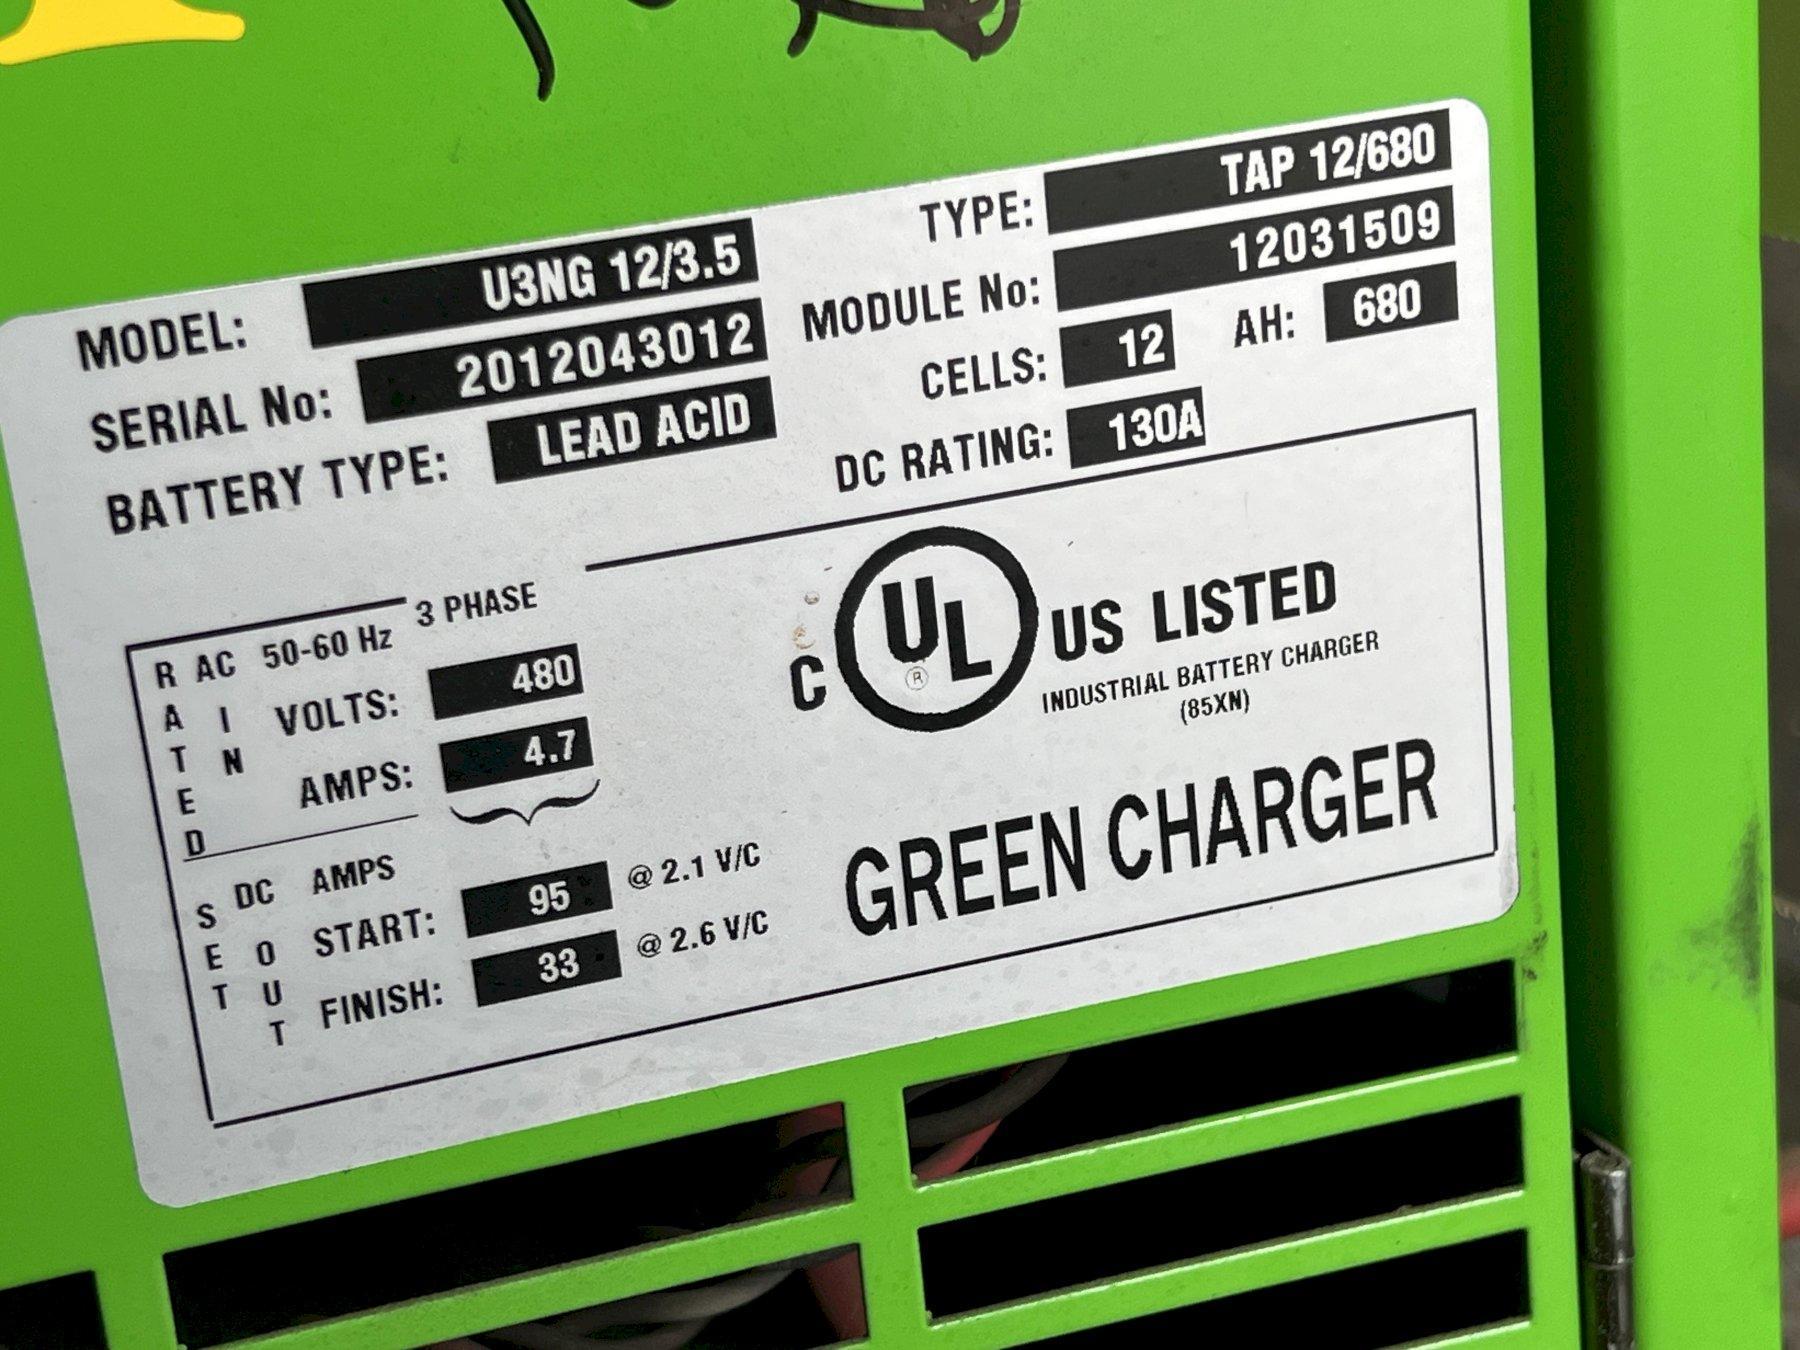 MODEL: U3NG 12/3.5
SERIAL No: 2012043012
BATTERY TYPE: LEAD ACID
TYPE: TAP 12/680
MODULE No: 12031509
CELLS: 12 AH: 680
DC RATING: 130A
RATED AC IN 50-60 Hz 3 PHASE
VOLTS: 480
AMPS: 4.7
SET DC OUT AMPS
START: 95 @ 2.1 V/C
FINISH: 33 @ 2.6 V/C
C UL ® US LISTED
INDUSTRIAL BATTERY CHARGER
(85XN)
GREEN CHARGER